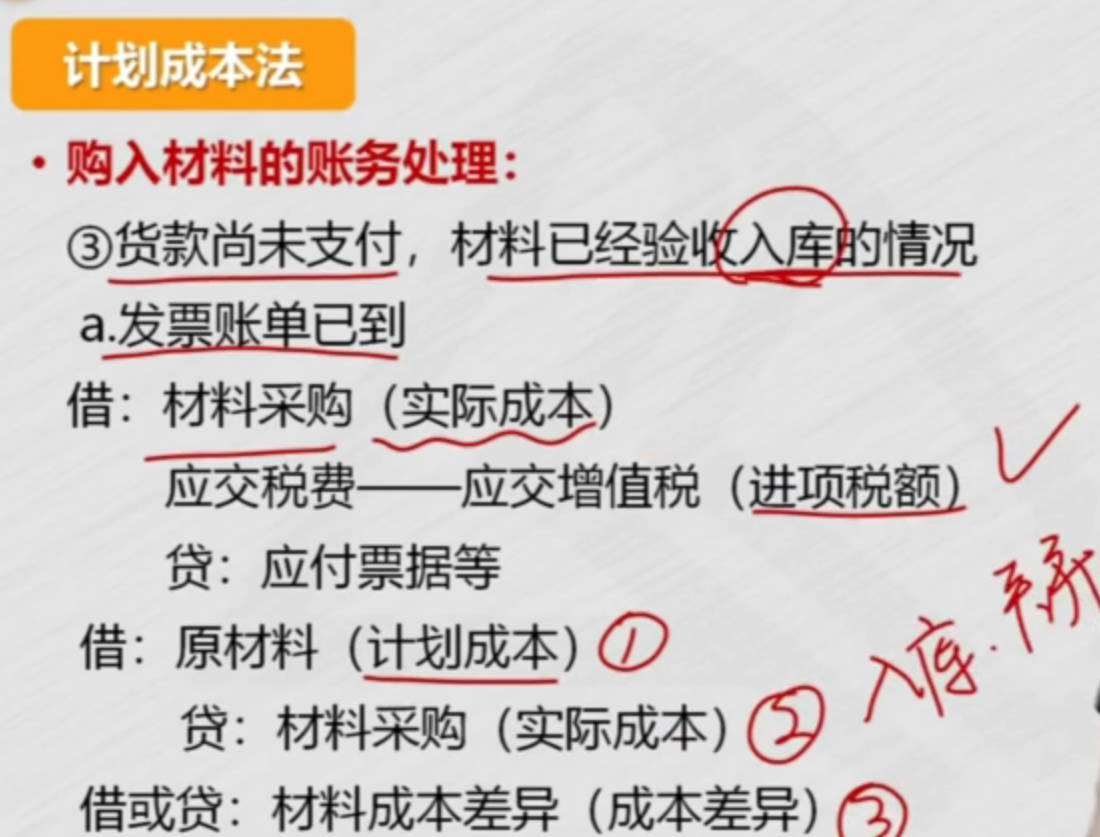 计划成本法
• 购入材料的账务处理：
③货款尚未支付，材料已经验收入库的情况
a.发票账单已到
借：材料采购（实际成本）
应交税费——应交增值税（进项税额）
贷：应付票据等
借：原材料（计划成本）①
贷：材料采购（实际成本）②
入库.
借或贷：材料成本差异（成本差异）③